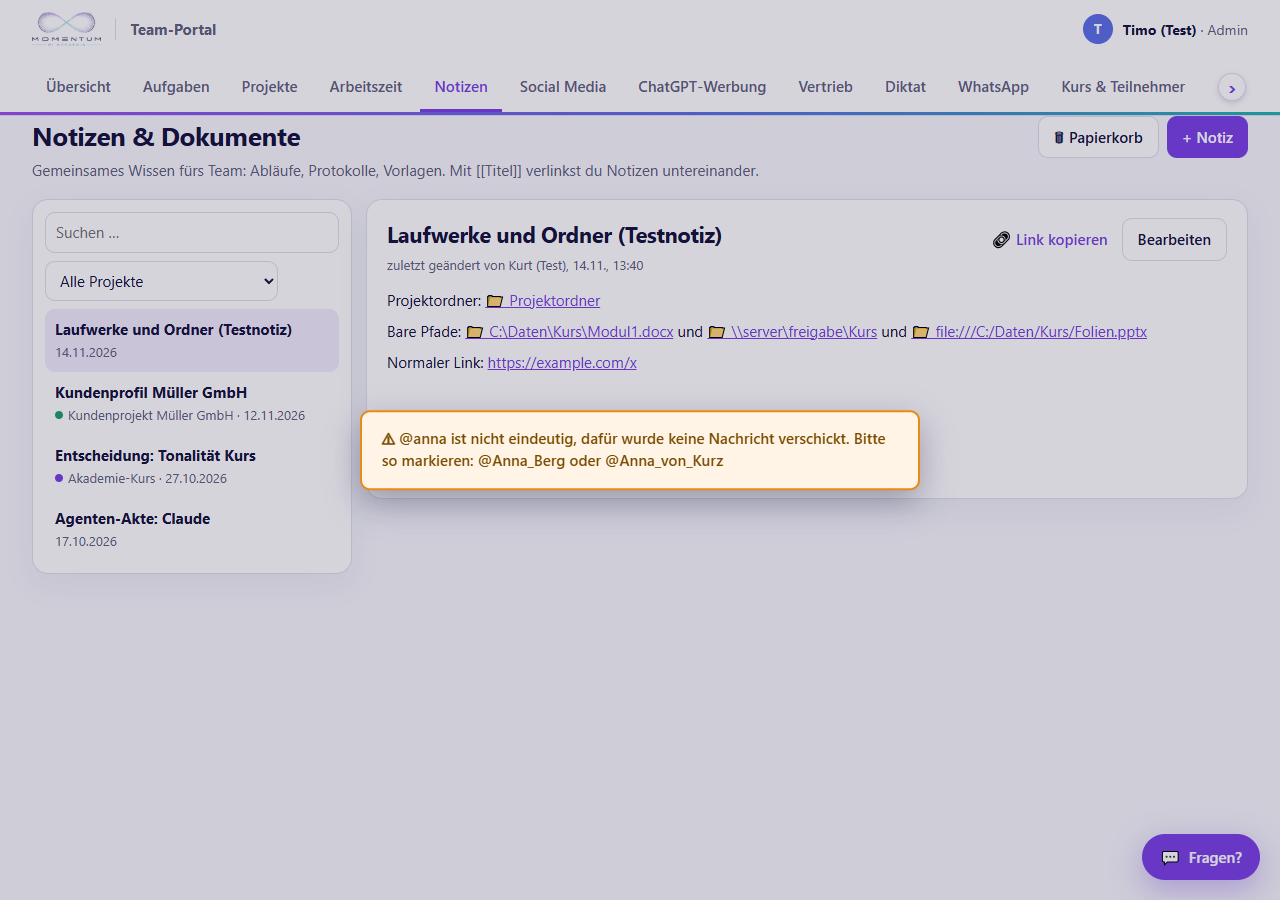 MOMENTUM
Team-Portal
T
Timo (Test) · Admin
Übersicht
Aufgaben
Projekte
Arbeitszeit
Notizen
Social Media
ChatGPT-Werbung
Vertrieb
Diktat
WhatsApp
Kurs & Teilnehmer
›
Notizen & Dokumente
Papierkorb
+ Notiz
Gemeinsames Wissen fürs Team: Abläufe, Protokolle, Vorlagen. Mit [[Titel]] verlinkst du Notizen untereinander.
Suchen …
Alle Projekte
Laufwerke und Ordner (Testnotiz)
14.11.2026
Kundenprofil Müller GmbH
Kundenprojekt Müller GmbH · 12.11.2026
Entscheidung: Tonalität Kurs
Akademie-Kurs · 27.10.2026
Agenten-Akte: Claude
17.10.2026
Laufwerke und Ordner (Testnotiz)
Link kopieren
Bearbeiten
zuletzt geändert von Kurt (Test), 14.11., 13:40
Projektordner: Projektordner
Bare Pfade: C:\Daten\Kurs\Modul1.docx und \\server\freigabe\Kurs und file:///C:/Daten/Kurs/Folien.pptx
Normaler Link: https://example.com/x
⚠ @anna ist nicht eindeutig, dafür wurde keine Nachricht verschickt. Bitte
so markieren: @Anna_Berg oder @Anna_von_Kurz
Fragen?